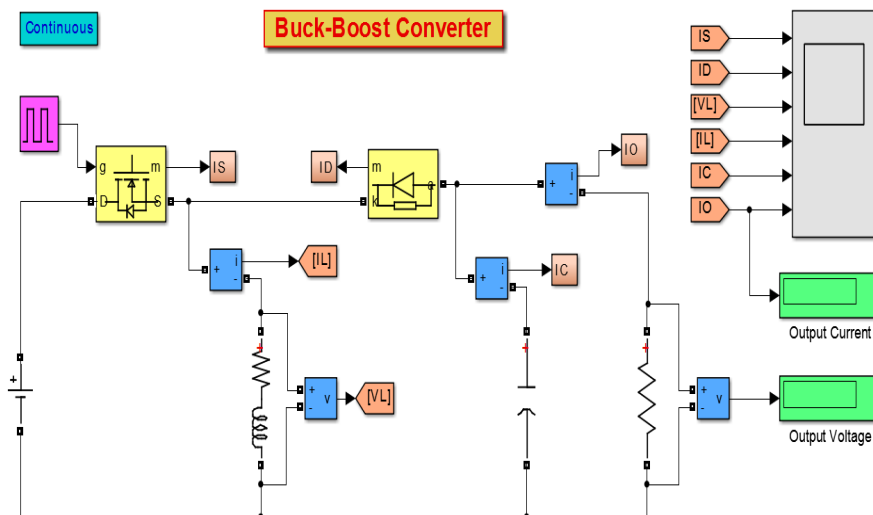 Continuous
Buck-Boost Converter
IS
ID
[VL]
[IL]
IC
IO
g
m
D
S
IS
ID
m
k
a
+
i
-
IO
+
i
-
[IL]
+
i
-
IC
+
+
+
-
v
[VL]
+
+
+
-
v
Output Current
Output Voltage